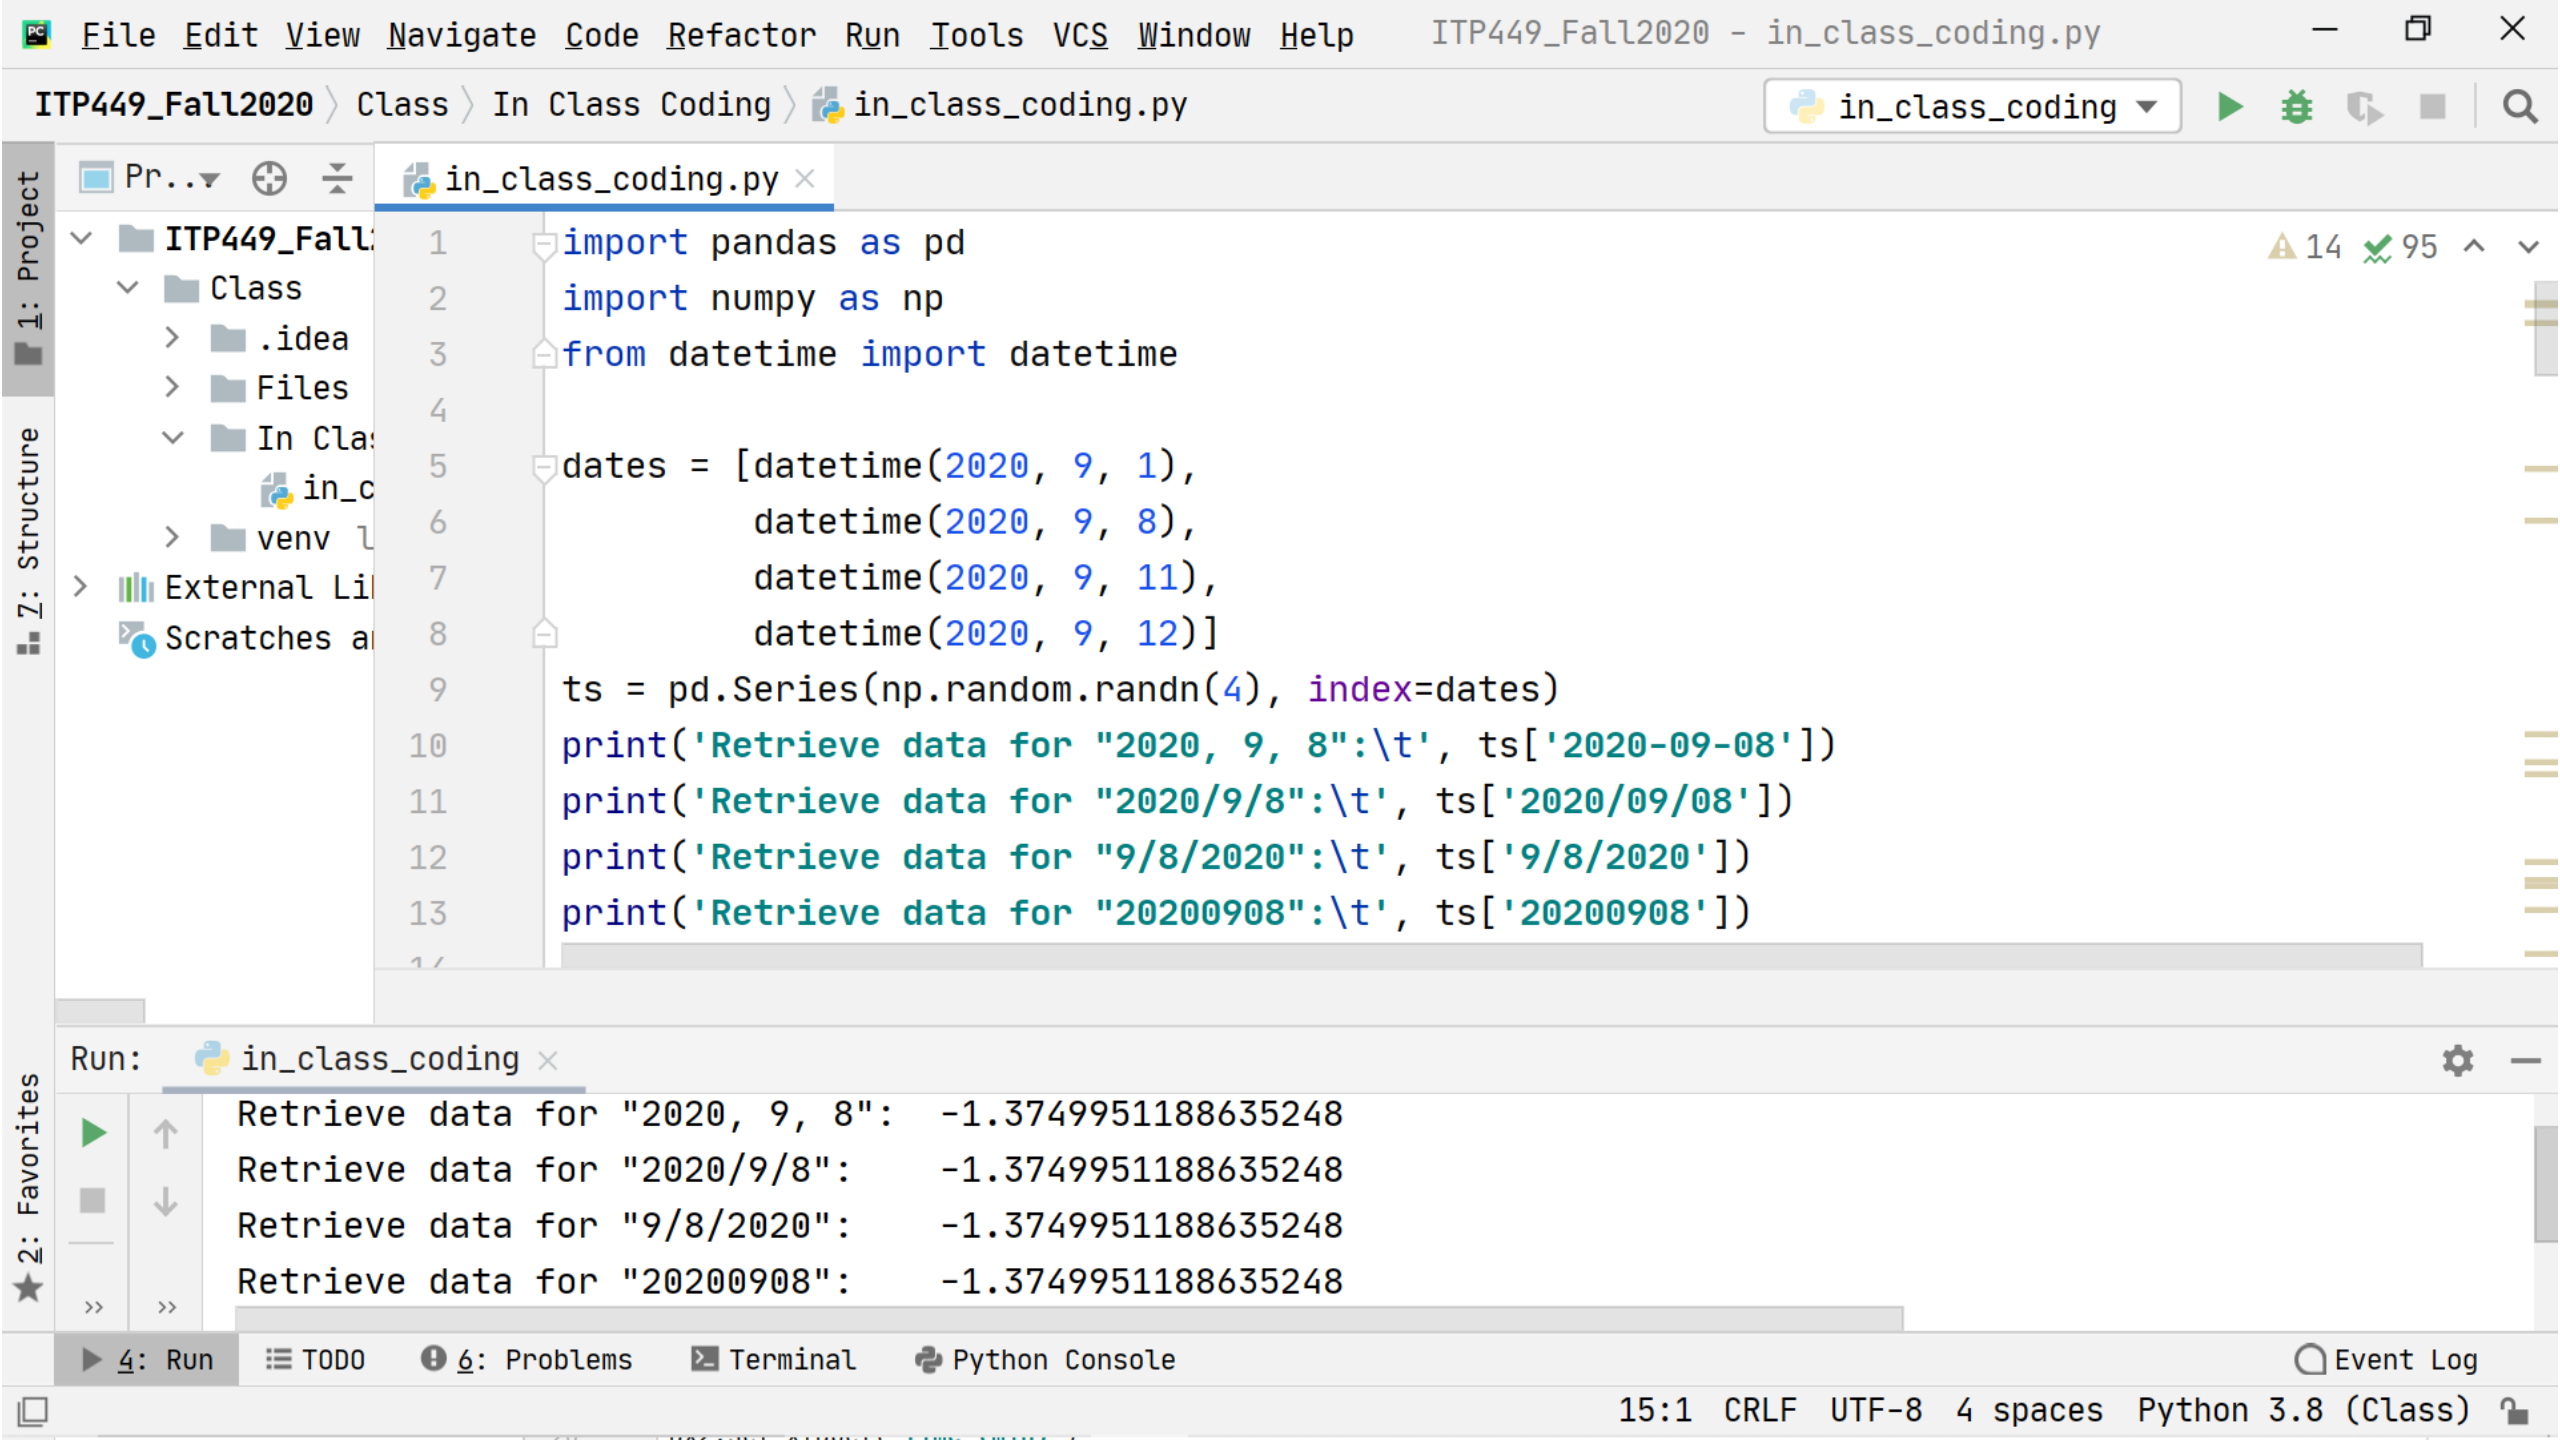 PC File Edit View Navigate Code Refactor Run Tools VCS Window Help ITP449_Fall2020 - in_class_coding.py
ITP449_Fall2020 Class In Class Coding in_class_coding.py in_class_coding
Pr... in_class_coding.py
1: Project
7: Structure
2: Favorites
ITP449_Fall
Class
.idea
Files
In Cla
in_c
venv l
External Li
Scratches a
14 95
1 import pandas as pd
2 import numpy as np
3 from datetime import datetime
4
5 dates = [datetime(2020, 9, 1),
6 datetime(2020, 9, 8),
7 datetime(2020, 9, 11),
8 datetime(2020, 9, 12)]
9 ts = pd.Series(np.random.randn(4), index=dates)
10 print('Retrieve data for "2020, 9, 8":\t', ts['2020-09-08'])
11 print('Retrieve data for "2020/9/8":\t', ts['2020/09/08'])
12 print('Retrieve data for "9/8/2020":\t', ts['9/8/2020'])
13 print('Retrieve data for "20200908":\t', ts['20200908'])
Run: in_class_coding
Retrieve data for "2020, 9, 8": -1.3749951188635248
Retrieve data for "2020/9/8": -1.3749951188635248
Retrieve data for "9/8/2020": -1.3749951188635248
Retrieve data for "20200908": -1.3749951188635248
4: Run TODO 6: Problems Terminal Python Console Event Log
15:1 CRLF UTF-8 4 spaces Python 3.8 (Class)